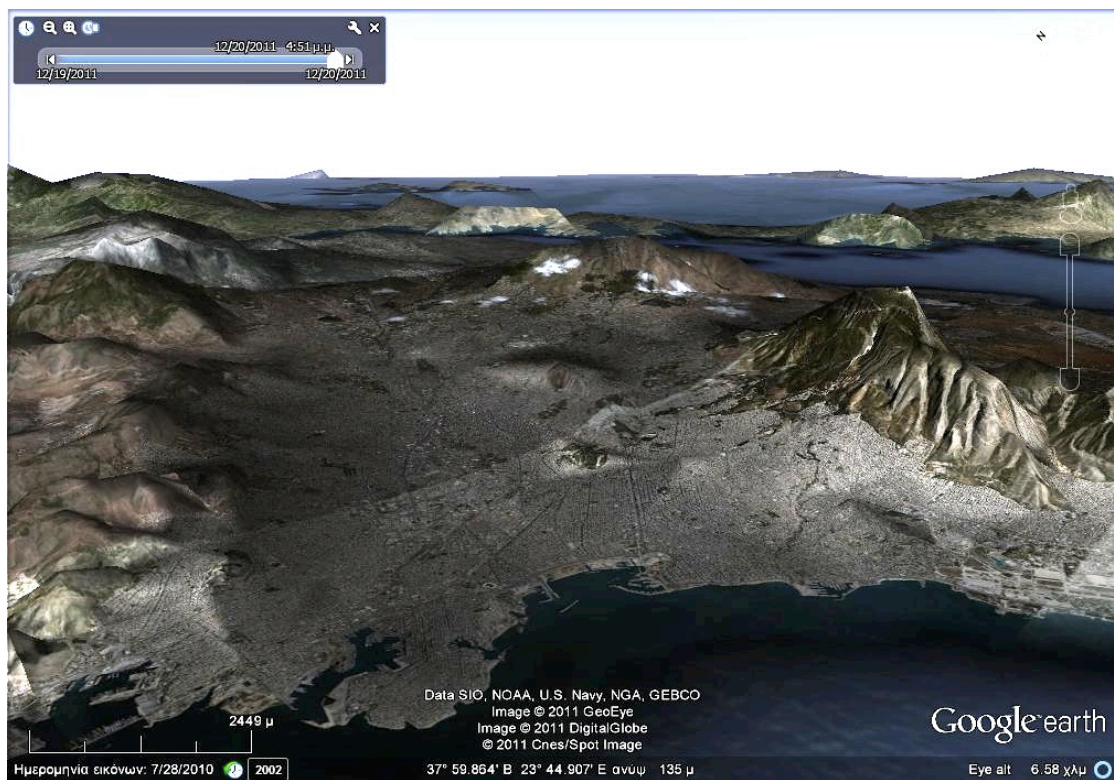 12/20/2011 4:51 μ.μ.
12/19/2011 12/20/2011
N
Data SIO, NOAA, U.S. Navy, NGA, GEBCO
Image © 2011 GeoEye
Image © 2011 DigitalGlobe
© 2011 Cnes/Spot Image
Google earth
2449 μ
Ημερομηνία εικόνων: 7/28/2010 2002 37° 59.864' Β 23° 44.907' Ε ανύψ 135 μ Eye alt 6.58 χλμ